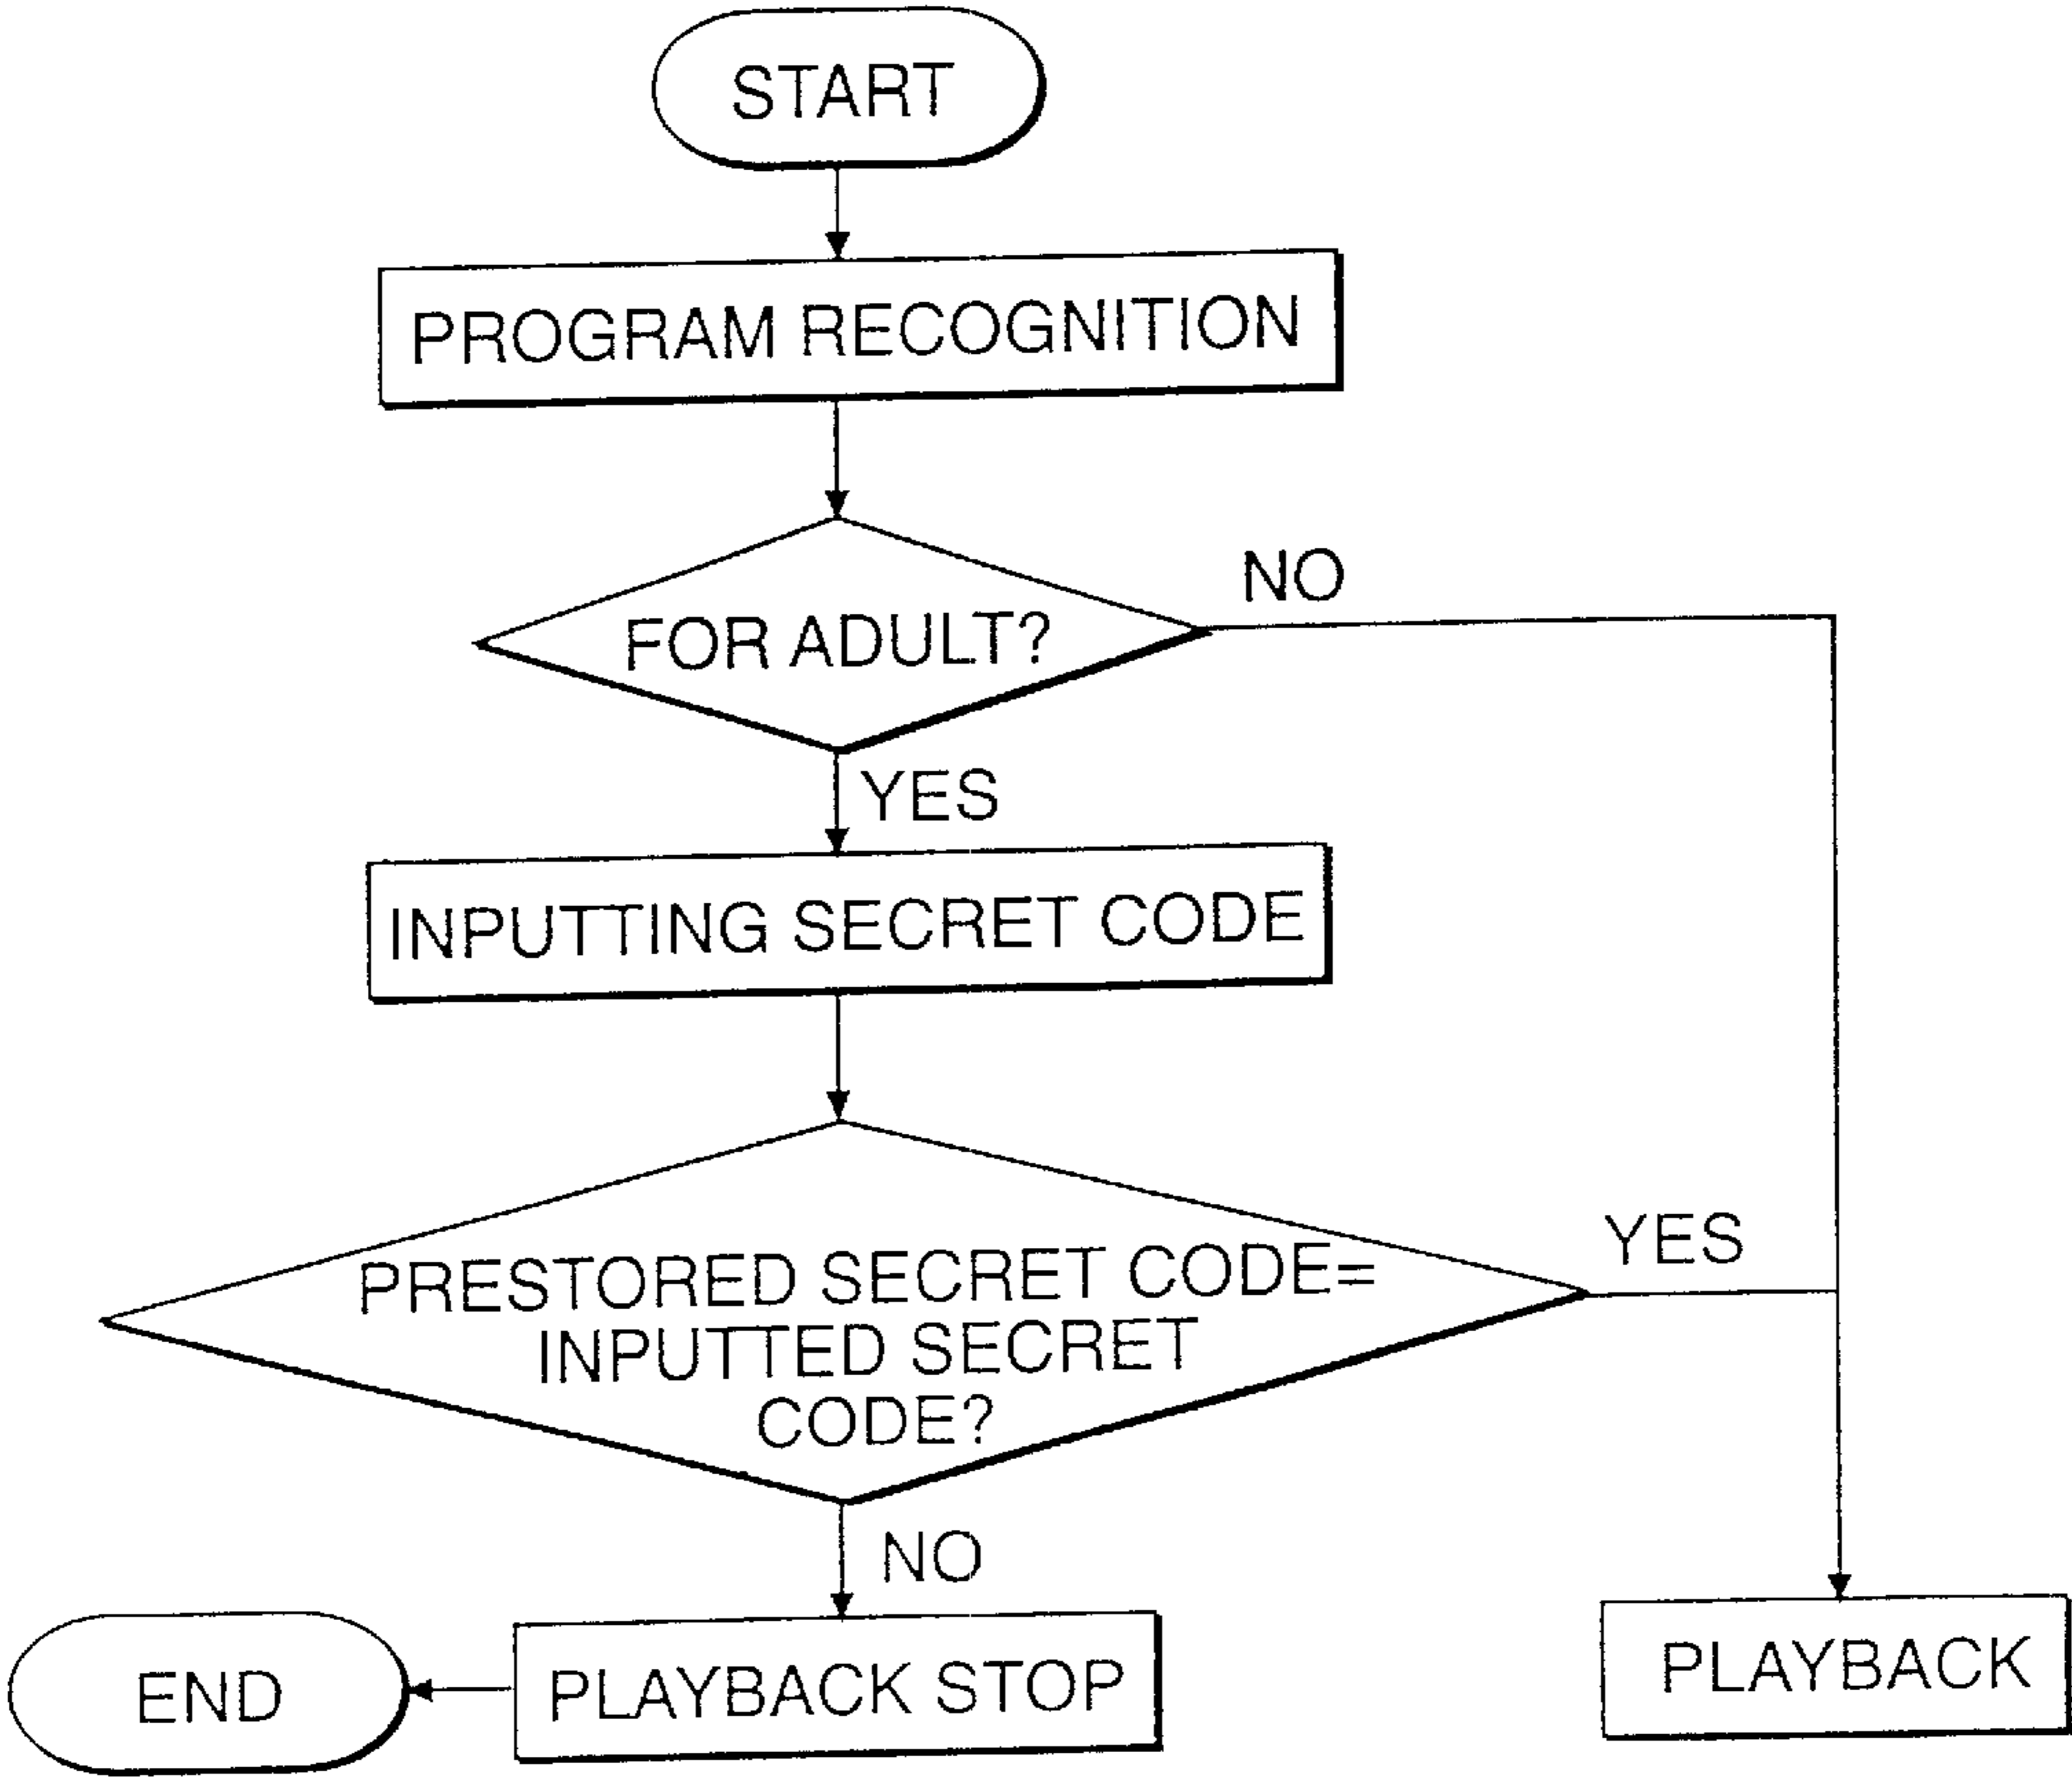 START
PROGRAM RECOGNITION
FOR ADULT?
NO
YES
INPUTTING SECRET CODE
PRESTORED SECRET CODE=
INPUTTED SECRET
CODE?
YES
NO
END
PLAYBACK STOP
PLAYBACK